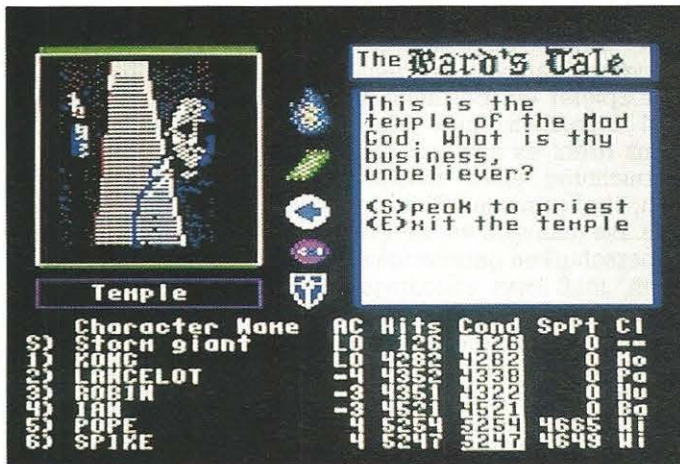 The Bard's Tale
This is the
temple of the Mad
God. What is thy
business,
unbeliever?
<S>peak to priest
<E>xit the temple
Temple
Character Name AC Hits Cond SpPt Cl
S) Storm giant LO 126 126 0 --
1) KONG LO 4282 4282 0 Mo
2) LANCELOT -4 4352 4338 0 Pa
3) ROBIN -3 4351 4322 0 Hu
4) IAN -3 4521 4521 0 Ba
5) POPE 4 5254 5254 4665 Wi
6) SPIKE 4 5247 5247 4649 Wi